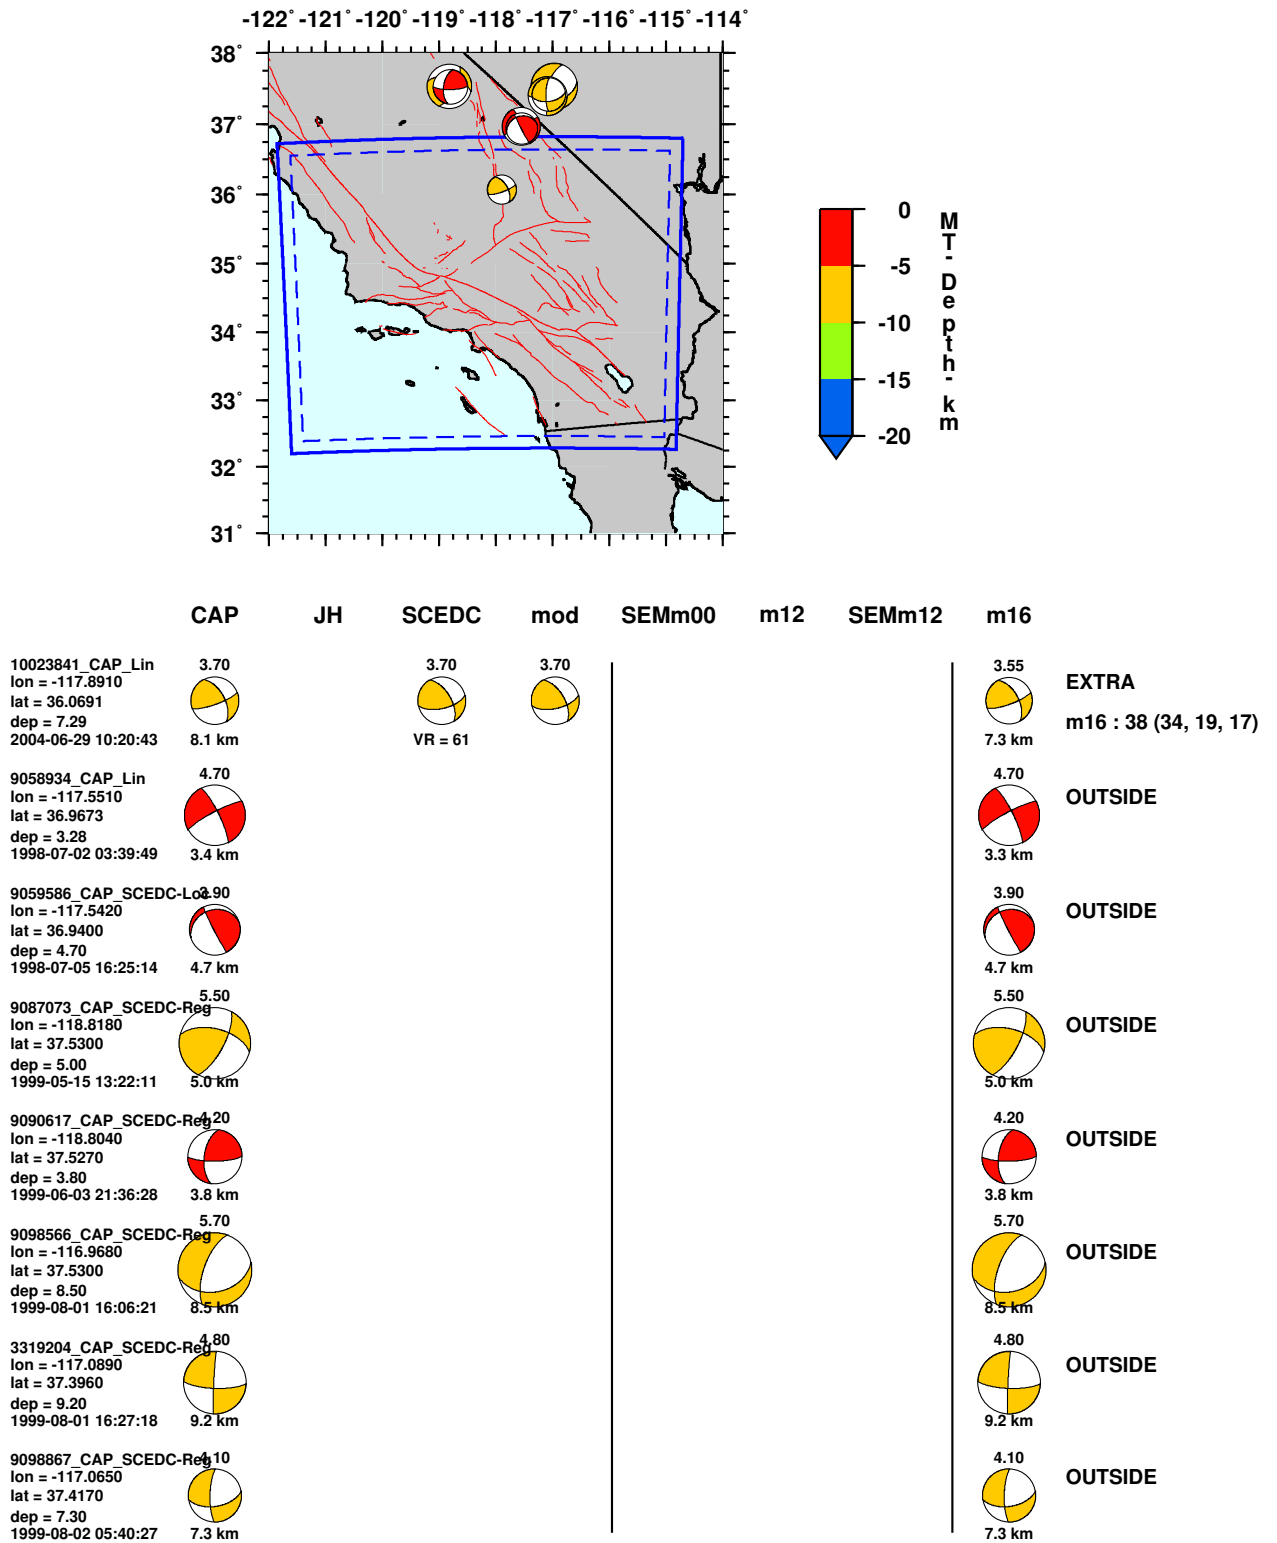 -122° -121° -120° -119° -118° -117° -116° -115° -114°
38°
37°
36°
35°
34°
33°
32°
31°
0
-5
-10
-15
-20
MT-Depth-km
CAP JH SCEDC mod SEMm00 m12 SEMm12 m16
10023841_CAP_Lin
lon = -117.8910
lat = 36.0691
dep = 7.29
2004-06-29 10:20:43
3.70
8.1 km
3.70
VR = 61
3.70
3.55
7.3 km
EXTRA
m16 : 38 (34, 19, 17)
9058934_CAP_Lin
lon = -117.5510
lat = 36.9673
dep = 3.28
1998-07-02 03:39:49
4.70
3.4 km
4.70
3.3 km
OUTSIDE
9059586_CAP_SCEDC-Loc
lon = -117.5420
lat = 36.9400
dep = 4.70
1998-07-05 16:25:14
3.90
4.7 km
3.90
4.7 km
OUTSIDE
9087073_CAP_SCEDC-Reg
lon = -118.8180
lat = 37.5300
dep = 5.00
1999-05-15 13:22:11
5.50
5.0 km
5.50
5.0 km
OUTSIDE
9090617_CAP_SCEDC-Reg
lon = -118.8040
lat = 37.5270
dep = 3.80
1999-06-03 21:36:28
4.20
3.8 km
4.20
3.8 km
OUTSIDE
9098566_CAP_SCEDC-Reg
lon = -116.9680
lat = 37.5300
dep = 8.50
1999-08-01 16:06:21
5.70
8.5 km
5.70
8.5 km
OUTSIDE
3319204_CAP_SCEDC-Reg
lon = -117.0890
lat = 37.3960
dep = 9.20
1999-08-01 16:27:18
4.80
9.2 km
4.80
9.2 km
OUTSIDE
9098867_CAP_SCEDC-Reg
lon = -117.0650
lat = 37.4170
dep = 7.30
1999-08-02 05:40:27
4.10
7.3 km
4.10
7.3 km
OUTSIDE